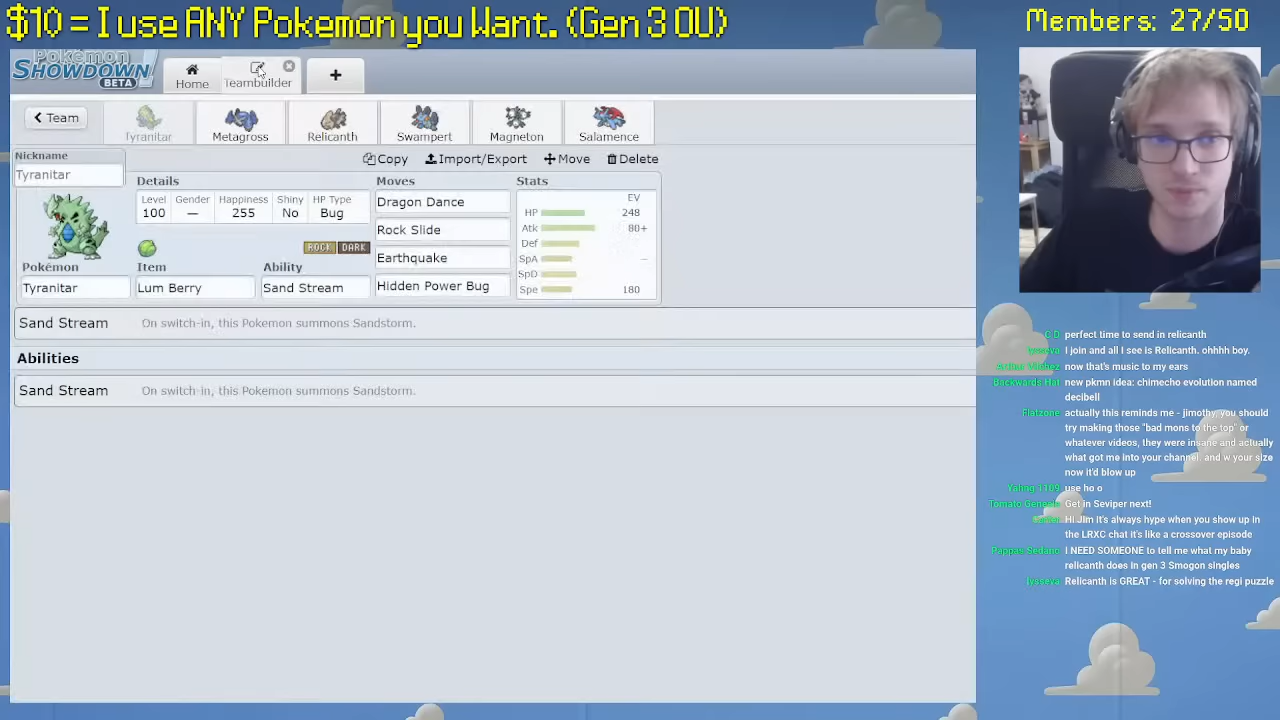 $10 = I use ANY Pokemon you Want. (Gen 3 OU)
Members: 27/50
Pokémon
SHOWDOWN!
BETA
Home
Teambuilder
+
Team
Tyranitar
Metagross
Relicanth
Swampert
Magneton
Salamence
Copy
Import/Export
Move
Delete
Nickname
Tyranitar
Details
Level
Gender
Happiness
Shiny
HP Type
100
—
255
No
Bug
ROCK
DARK
Pokémon
Item
Ability
Tyranitar
Lum Berry
Sand Stream
Moves
Dragon Dance
Rock Slide
Earthquake
Hidden Power Bug
Stats
EV
HP 248
Atk 80+
Def
SpA –
SpD
Spe 180
Sand Stream On switch-in, this Pokemon summons Sandstorm.
Abilities
Sand Stream On switch-in, this Pokemon summons Sandstorm.
perfect time to send in relicanth
lysseva I join and all I see is Relicanth. ohhhh boy.
now that's music to my ears
Backwards Hat new pkmn idea: chimecho evolution named
decibell
Flatzone actually this reminds me - jimothy, you should
try making those "bad mons to the top" or
whatever videos, they were insane and actually
what got me into your channel. and w your size
now it'd blow up
use ho o
Tomato Genesis Get in Seviper next!
Hi Jim it's always hype when you show up in
the LRXC chat it's like a crossover episode
I NEED SOMEONE to tell me what my baby
relicanth does in gen 3 Smogon singles
lysseva Relicanth is GREAT - for solving the regi puzzle